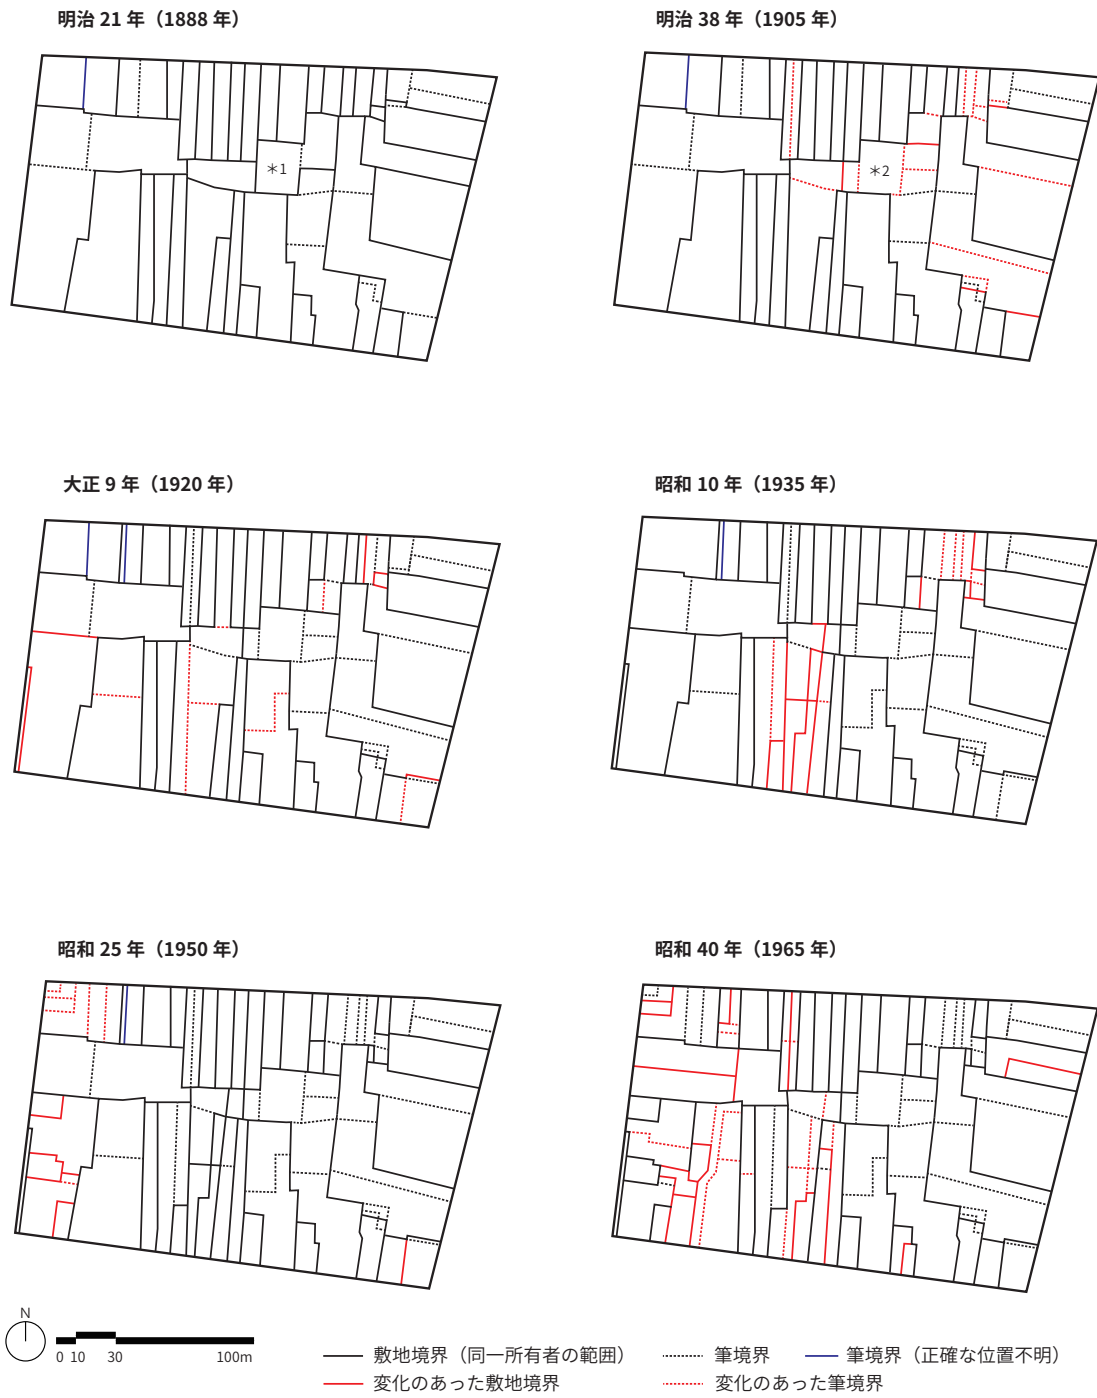 明治 21 年（1888 年）
明治 38 年（1905 年）
＊1
＊2
大正 9 年（1920 年）
昭和 10 年（1935 年）
昭和 25 年（1950 年）
昭和 40 年（1965 年）
N
0 10 30 100m
敷地境界（同一所有者の範囲）
筆境界
筆境界（正確な位置不明）
変化のあった敷地境界
変化のあった筆境界